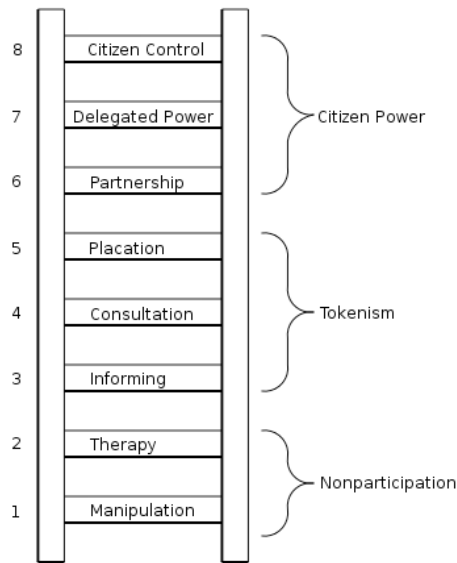 8 Citizen Control
7 Delegated Power Citizen Power
6 Partnership
5 Placation
4 Consultation Tokenism
3 Informing
2 Therapy
Nonparticipation
1 Manipulation